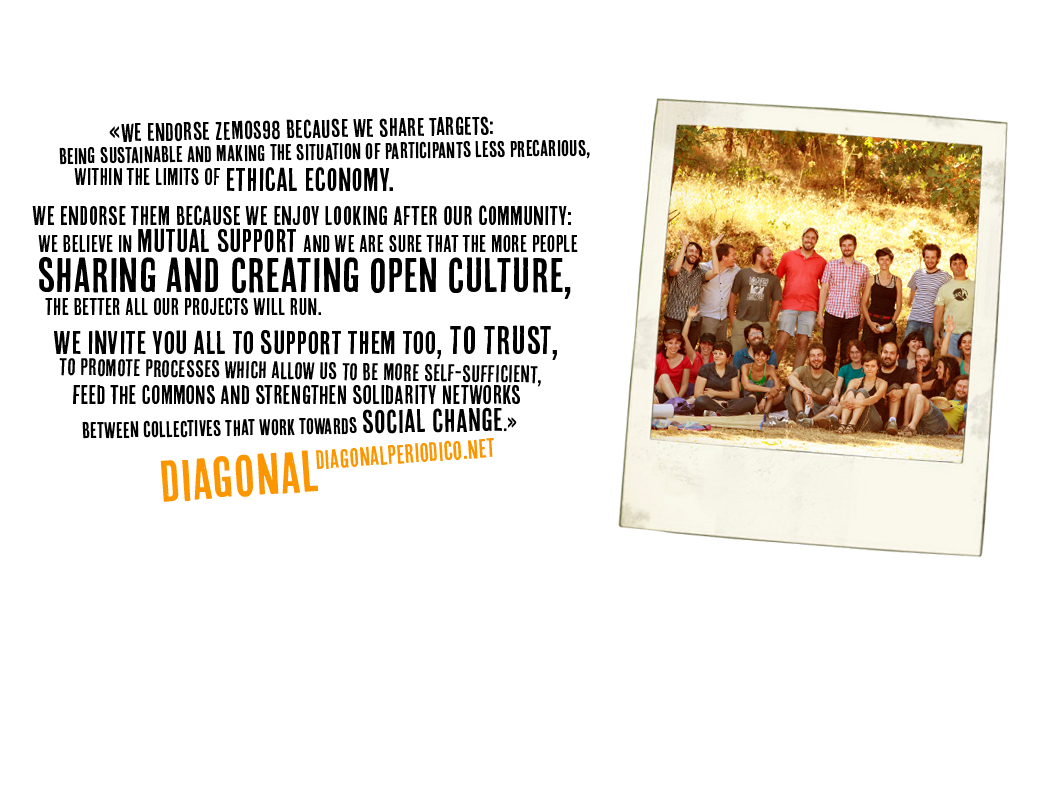 «WE ENDORSE ZEMOS98 BECAUSE WE SHARE TARGETS:
BEING SUSTAINABLE AND MAKING THE SITUATION OF PARTICIPANTS LESS PRECARIOUS,
WITHIN THE LIMITS OF ETHICAL ECONOMY.
WE ENDORSE THEM BECAUSE WE ENJOY LOOKING AFTER OUR COMMUNITY:
WE BELIEVE IN MUTUAL SUPPORT AND WE ARE SURE THAT THE MORE PEOPLE
SHARING AND CREATING OPEN CULTURE,
THE BETTER ALL OUR PROJECTS WILL RUN.
WE INVITE YOU ALL TO SUPPORT THEM TOO, TO TRUST,
TO PROMOTE PROCESSES WHICH ALLOW US TO BE MORE SELF-SUFFICIENT,
FEED THE COMMONS AND STRENGTHEN SOLIDARITY NETWORKS
BETWEEN COLLECTIVES THAT WORK TOWARDS SOCIAL CHANGE.»
DIAGONAL DIAGONALPERIODICO.NET